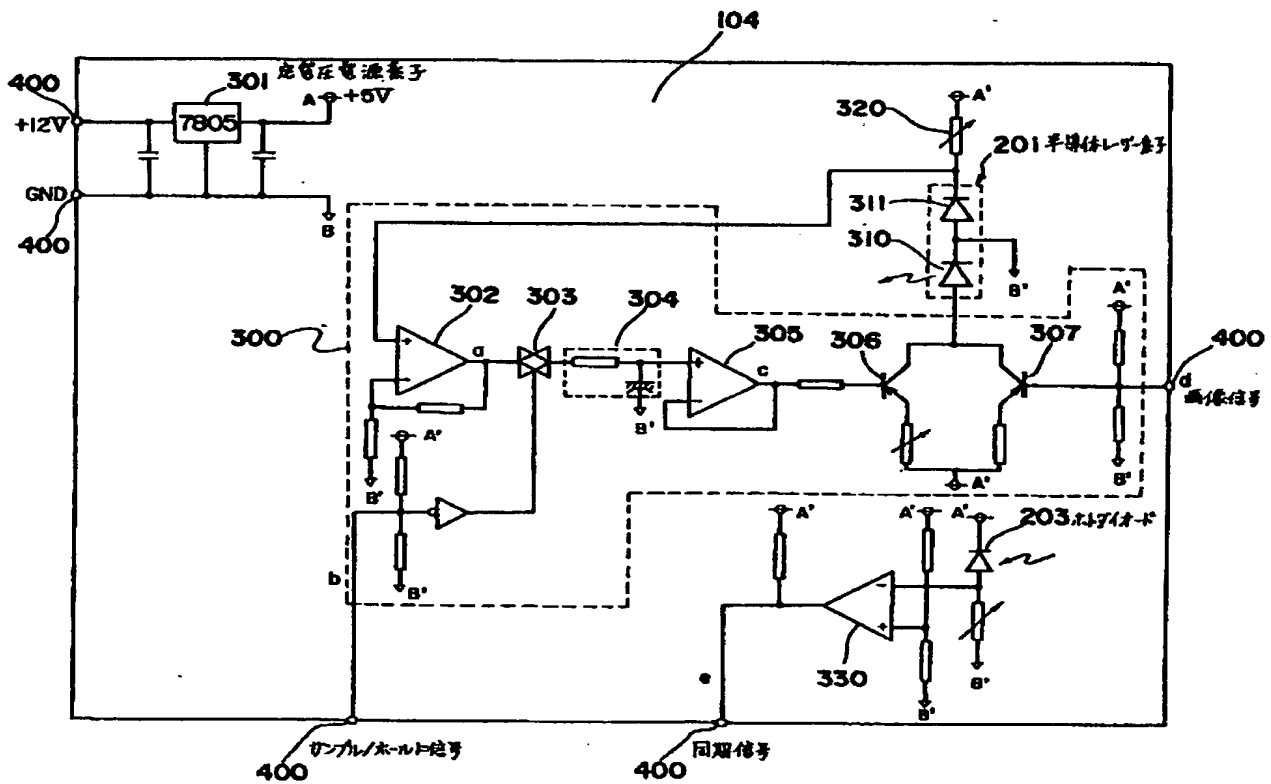 104
400
+12V
301 定電圧電源素子
7805
A +5V
GND
400
B
A'
320
201 半導体レーザー素子
311
310
B'
300
302
303
304
305
306
307
A'
400
a
c
d
画像信号
+
-
+
-
B'
A'
B'
A'
B'
b
B'
A'
A'
A'
203 ホトダイオード
-
+
330
e
B'
B'
400
サンプル/ホールド信号
400
同期信号